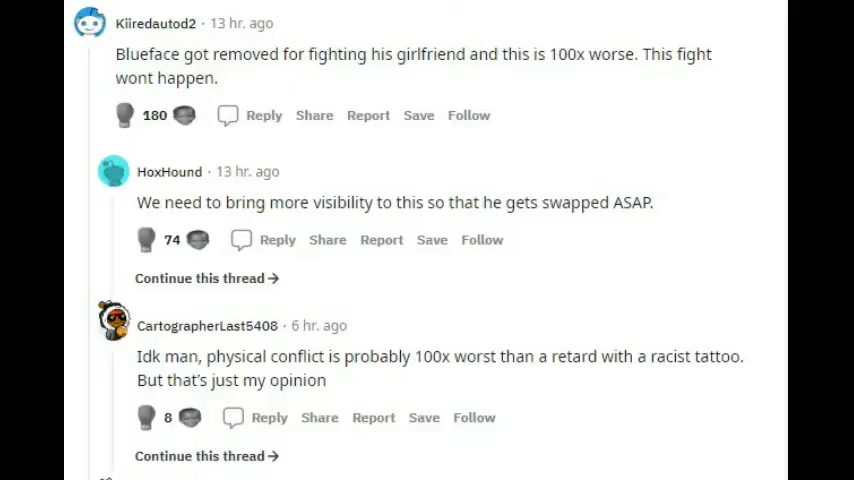 Kiiredautod2 · 13 hr. ago
Blueface got removed for fighting his girlfriend and this is 100x worse. This fight
wont happen.
180 Reply Share Report Save Follow
HoxHound · 13 hr. ago
We need to bring more visibility to this so that he gets swapped ASAP.
74 Reply Share Report Save Follow
Continue this thread →
CartographerLast5408 · 6 hr. ago
Idk man, physical conflict is probably 100x worst than a retard with a racist tattoo.
But that's just my opinion
8 Reply Share Report Save Follow
Continue this thread →